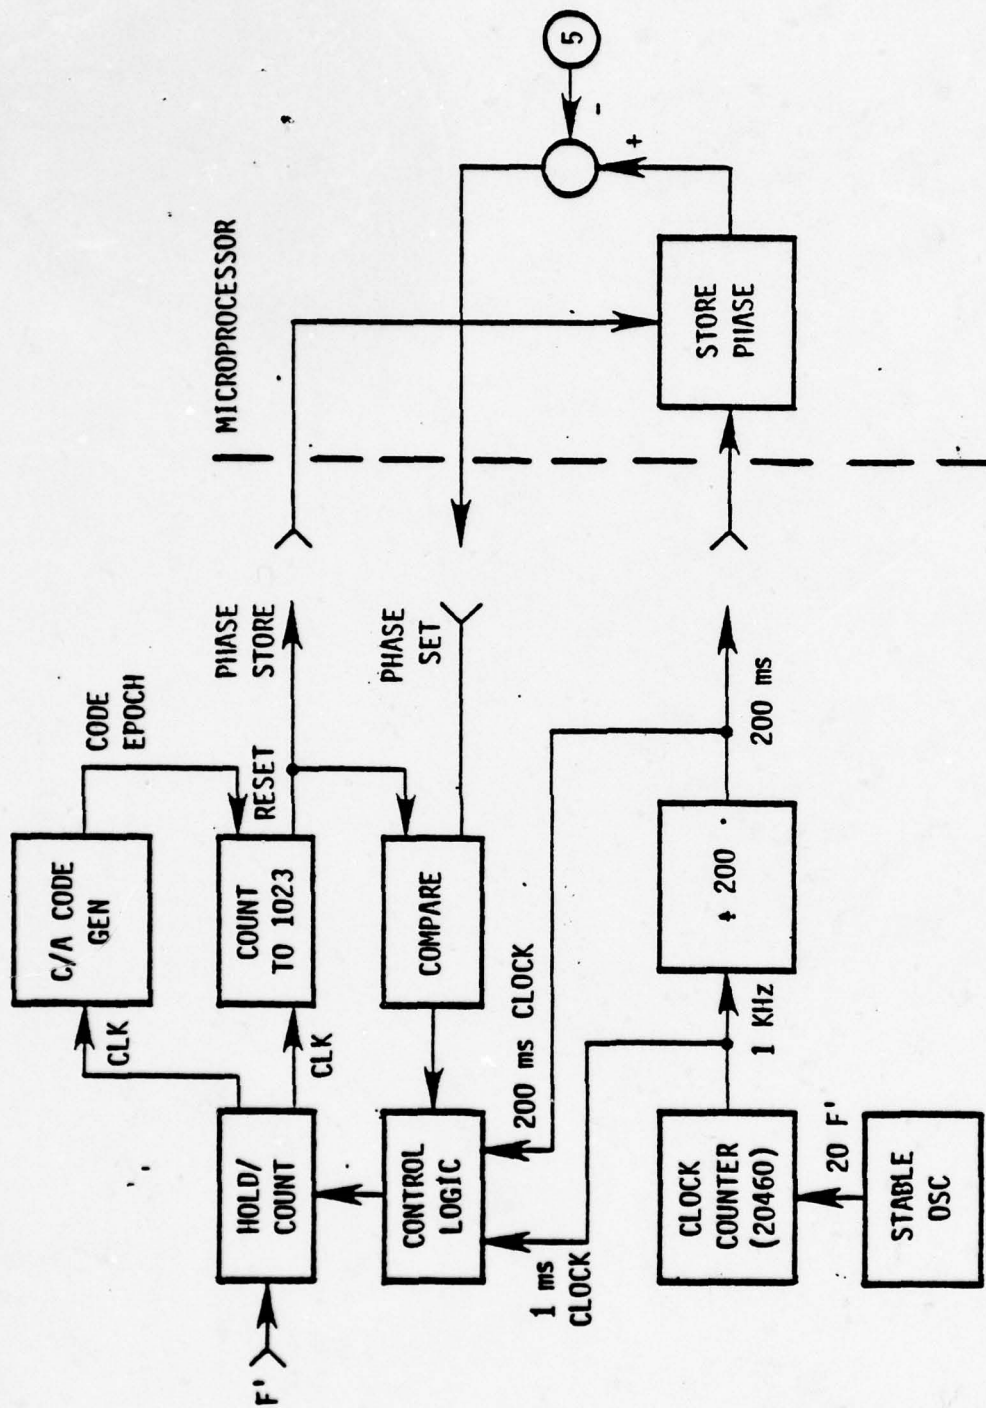 C/A CODE
GEN
CODE
EPOCH
CLK
HOLD/
COUNT
F'
CLK
COUNT
TO 1023
RESET
PHASE
STORE
MICROPROCESSOR
CONTROL
LOGIC
COMPARE
PHASE
SET
5
-
+
1 ms
CLOCK
200 ms CLOCK
CLOCK
COUNTER
(20460)
1 KHz
÷ 200
200 ms
STORE
PHASE
20 F'
STABLE
OSC